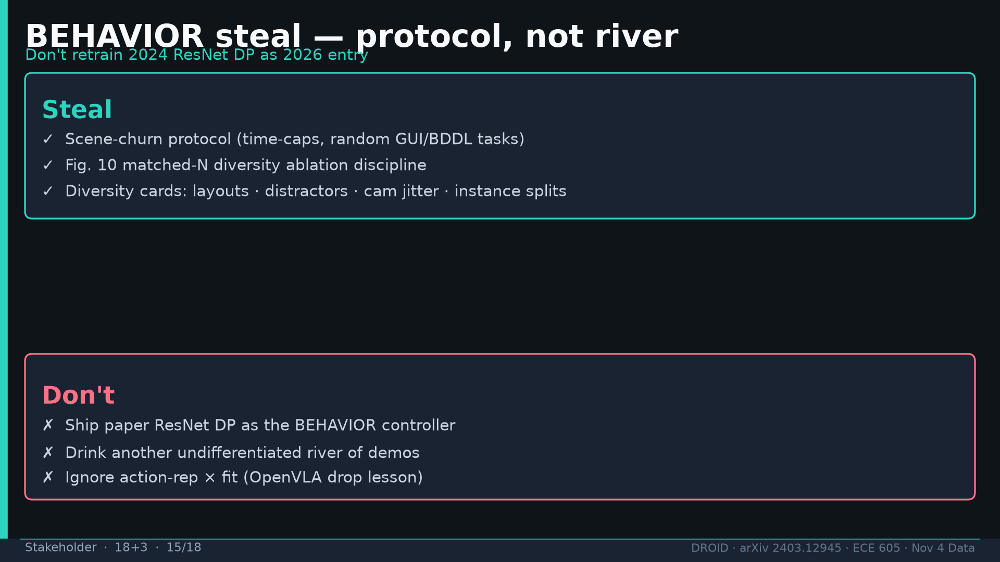 BEHAVIOR steal — protocol, not river
Don't retrain 2024 ResNet DP as 2026 entry
Steal
✓ Scene-churn protocol (time-caps, random GUI/BDDL tasks)
✓ Fig. 10 matched-N diversity ablation discipline
✓ Diversity cards: layouts · distractors · cam jitter · instance splits
Don't
✗ Ship paper ResNet DP as the BEHAVIOR controller
✗ Drink another undifferentiated river of demos
✗ Ignore action-rep × fit (OpenVLA drop lesson)
Stakeholder · 18+3 · 15/18
DROID · arXiv 2403.12945 · ECE 605 · Nov 4 Data